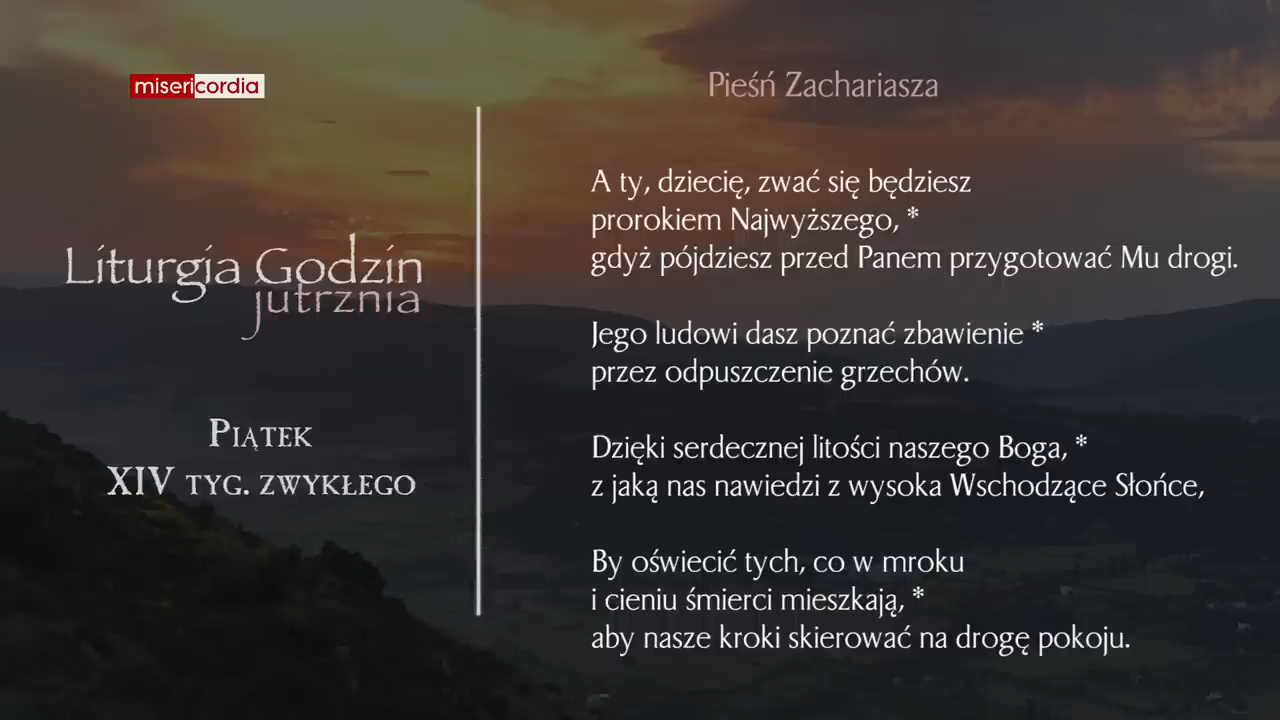 misericordia
Liturgia Godzin
jutrznia
Piątek
XIV tyg. zwykłego
Pieśń Zachariasza
A ty, dziecię, zwać się będziesz
prorokiem Najwyższego, *
gdyż pójdziesz przed Panem przygotować Mu drogi.
Jego ludowi dasz poznać zbawienie *
przez odpuszczenie grzechów.
Dzięki serdecznej litości naszego Boga, *
z jaką nas nawiedzi z wysoka Wschodzące Słońce,
By oświecić tych, co w mroku
i cieniu śmierci mieszkają, *
aby nasze kroki skierować na drogę pokoju.